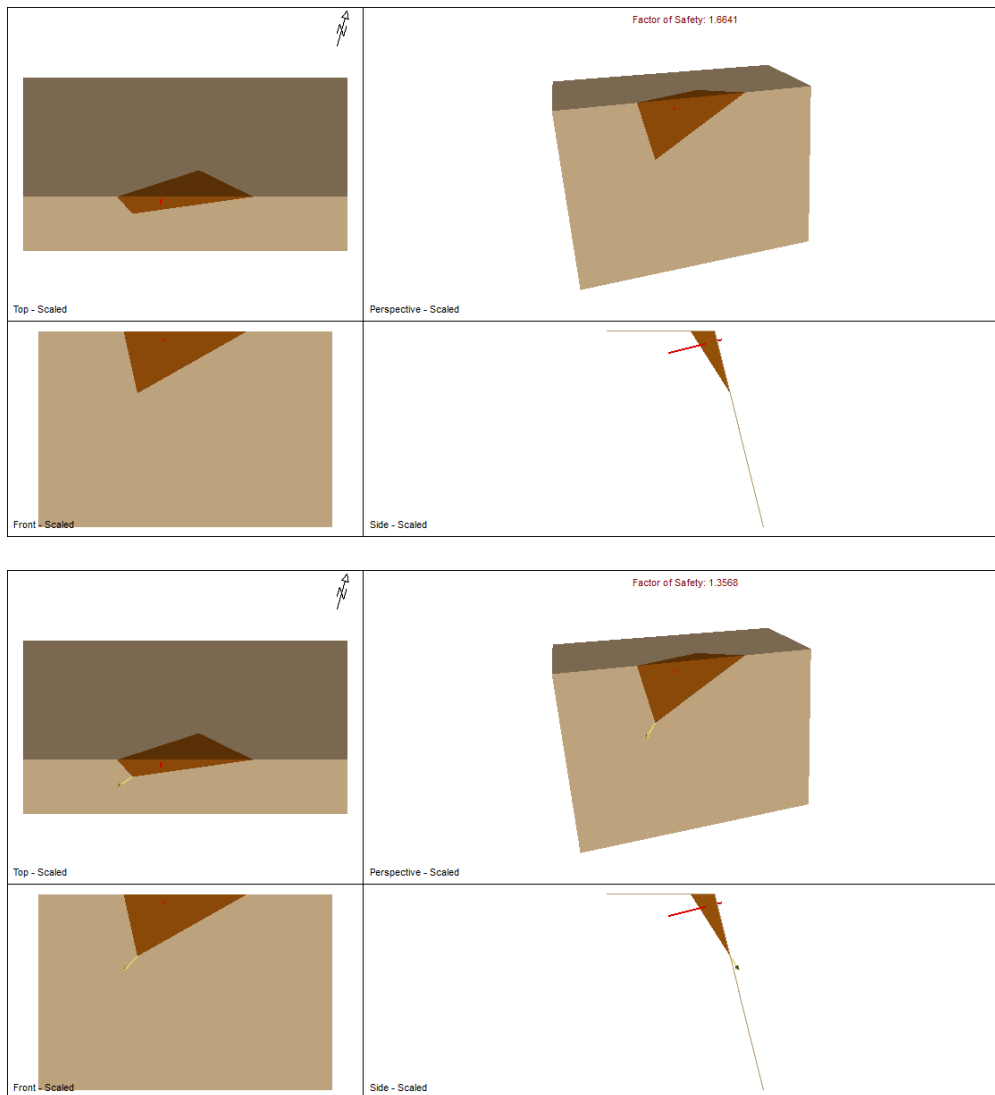 N
Factor of Safety: 1.6641
Top - Scaled
Perspective - Scaled
Front - Scaled
Side - Scaled
N
Factor of Safety: 1.3568
Top - Scaled
Perspective - Scaled
Front - Scaled
Side - Scaled